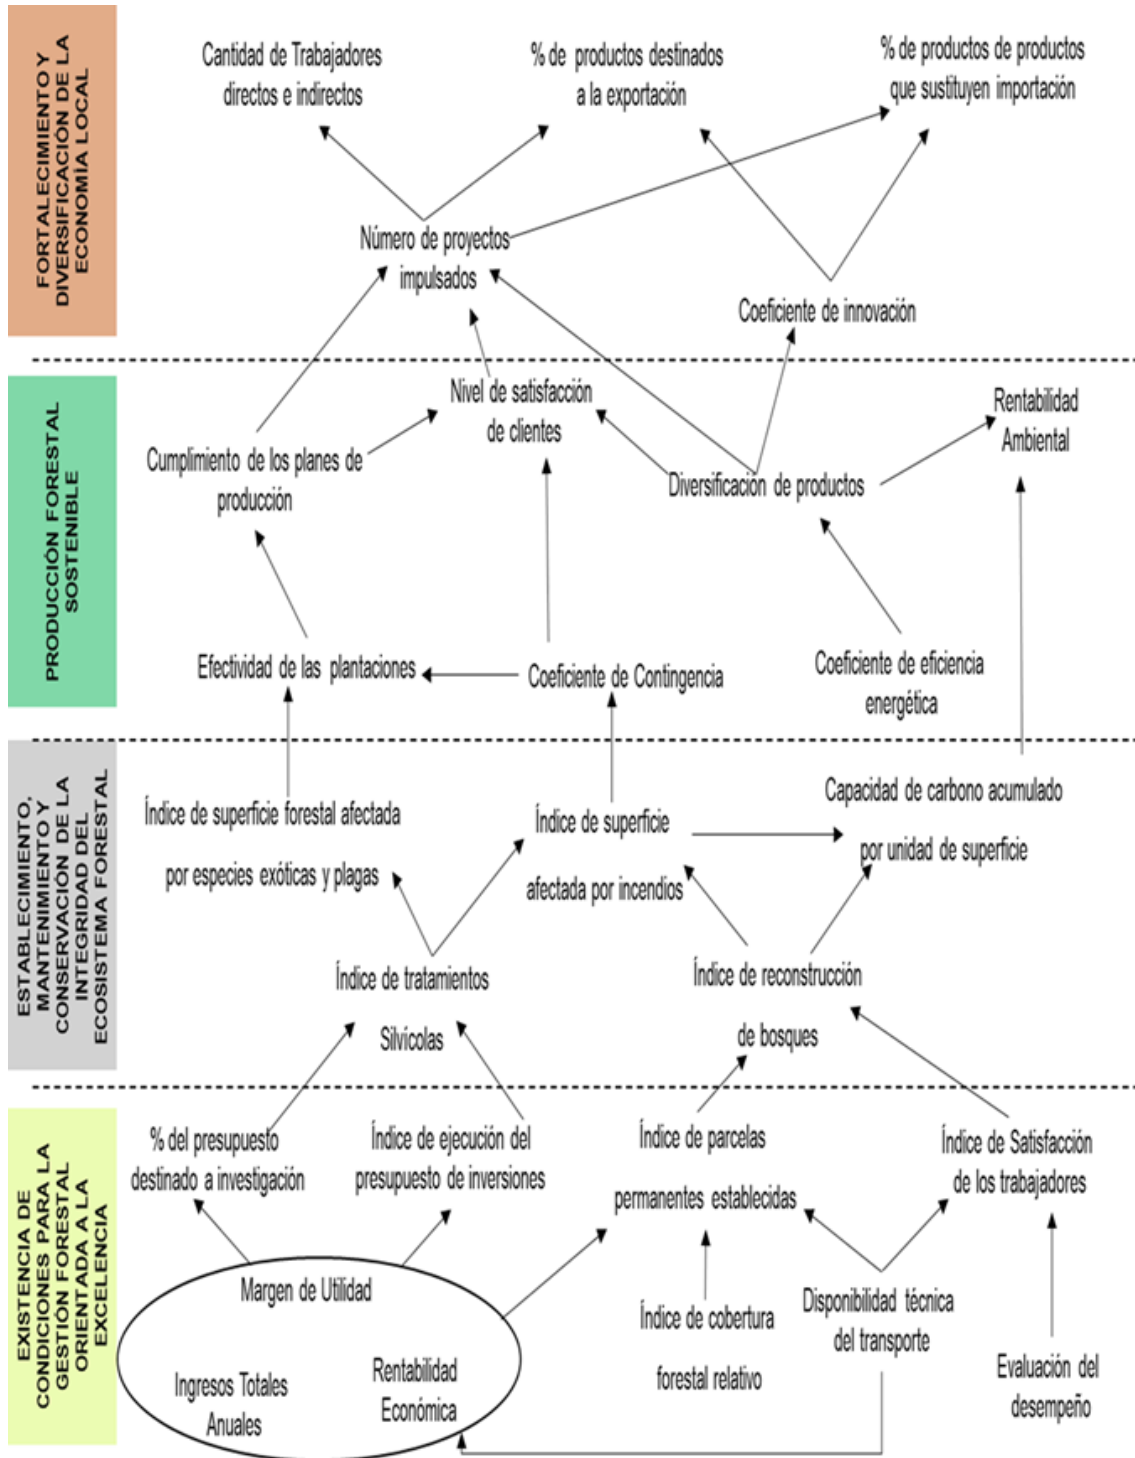 FORTALECIMIENTO Y
DIVERSIFICACIÓN DE LA
ECONOMÍA LOCAL
Cantidad de Trabajadores
directos e indirectos
% de productos destinados
a la exportación
% de productos de productos
que sustituyen importación
Número de proyectos
impulsados
Coeficiente de innovación
PRODUCCIÓN FORESTAL
SOSTENIBLE
Nivel de satisfacción
de clientes
Rentabilidad
Ambiental
Cumplimiento de los planes de
producción
Diversificación de productos
Efectividad de las plantaciones
Coeficiente de Contingencia
Coeficiente de eficiencia
energética
ESTABLECIMIENTO,
MANTENIMIENTO Y
CONSERVACIÓN DE LA
INTEGRIDAD DEL
ECOSISTEMA FORESTAL
Índice de superficie forestal afectada
por especies exóticas y plagas
Índice de superficie
afectada por incendios
Capacidad de carbono acumulado
por unidad de superficie
Índice de tratamientos
Silvícolas
Índice de reconstrucción
de bosques
EXISTENCIA DE
CONDICIONES PARA LA
GESTIÓN FORESTAL
ORIENTADA A LA
EXCELENCIA
% del presupuesto
destinado a investigación
Índice de ejecución del
presupuesto de inversiones
Índice de parcelas
permanentes establecidas
Índice de Satisfacción
de los trabajadores
Margen de Utilidad
Ingresos Totales
Anuales
Rentabilidad
Económica
Índice de cobertura
forestal relativo
Disponibilidad técnica
del transporte
Evaluación del
desempeño